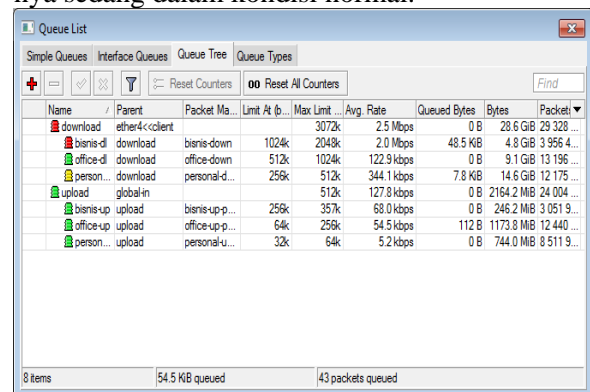 nya sedang dalam kondisi normal.
Queue List
Simple Queues Interface Queues Queue Tree Queue Types
Reset Counters 00 Reset All Counters Find
Name / Parent Packet Ma... Limit At (b... Max Limit ... Avg. Rate Queued Bytes Bytes Packets
download ether4<<client 3072k 2.5 Mbps 0 B 28.6 GiB 29 328 ...
bisnis-dl download bisnis-down 1024k 2048k 2.0 Mbps 48.5 KiB 4.8 GiB 3 956 4...
office-dl download office-down 512k 1024k 122.9 kbps 0 B 9.1 GiB 13 196 ...
person... download personal-d... 256k 512k 344.1 kbps 7.8 KiB 14.6 GiB 12 175 ...
upload global-in 512k 127.8 kbps 0 B 2164.2 MiB 24 004 ...
bisnis-up upload bisnis-up-p... 256k 357k 68.0 kbps 0 B 246.2 MiB 3 051 9...
office-up upload office-up-p... 64k 256k 54.5 kbps 112 B 1173.8 MiB 12 440 ...
person... upload personal-u... 32k 64k 5.2 kbps 0 B 744.0 MiB 8 511 9...
8 items 54.5 KiB queued 43 packets queued